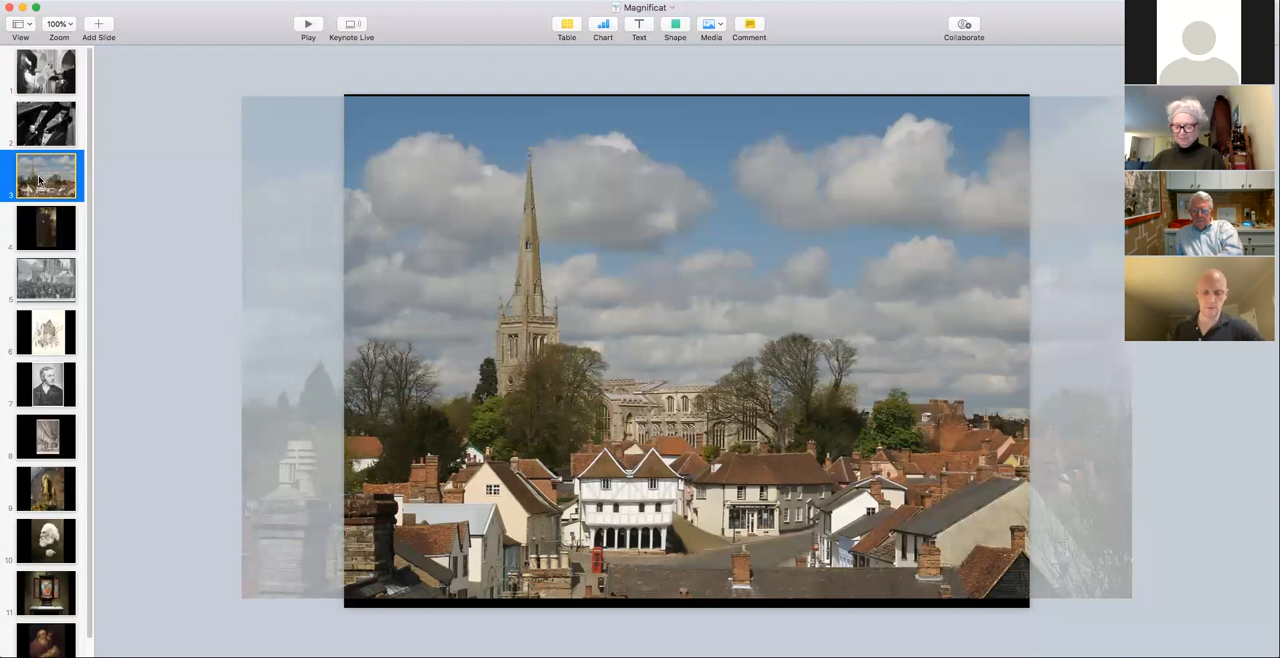 Magnificat
100%
View
Zoom
Add Slide
Play
Keynote Live
Table
Chart
Text
Shape
Media
Comment
Collaborate
1
2
3
4
5
6
7
8
9
10
11